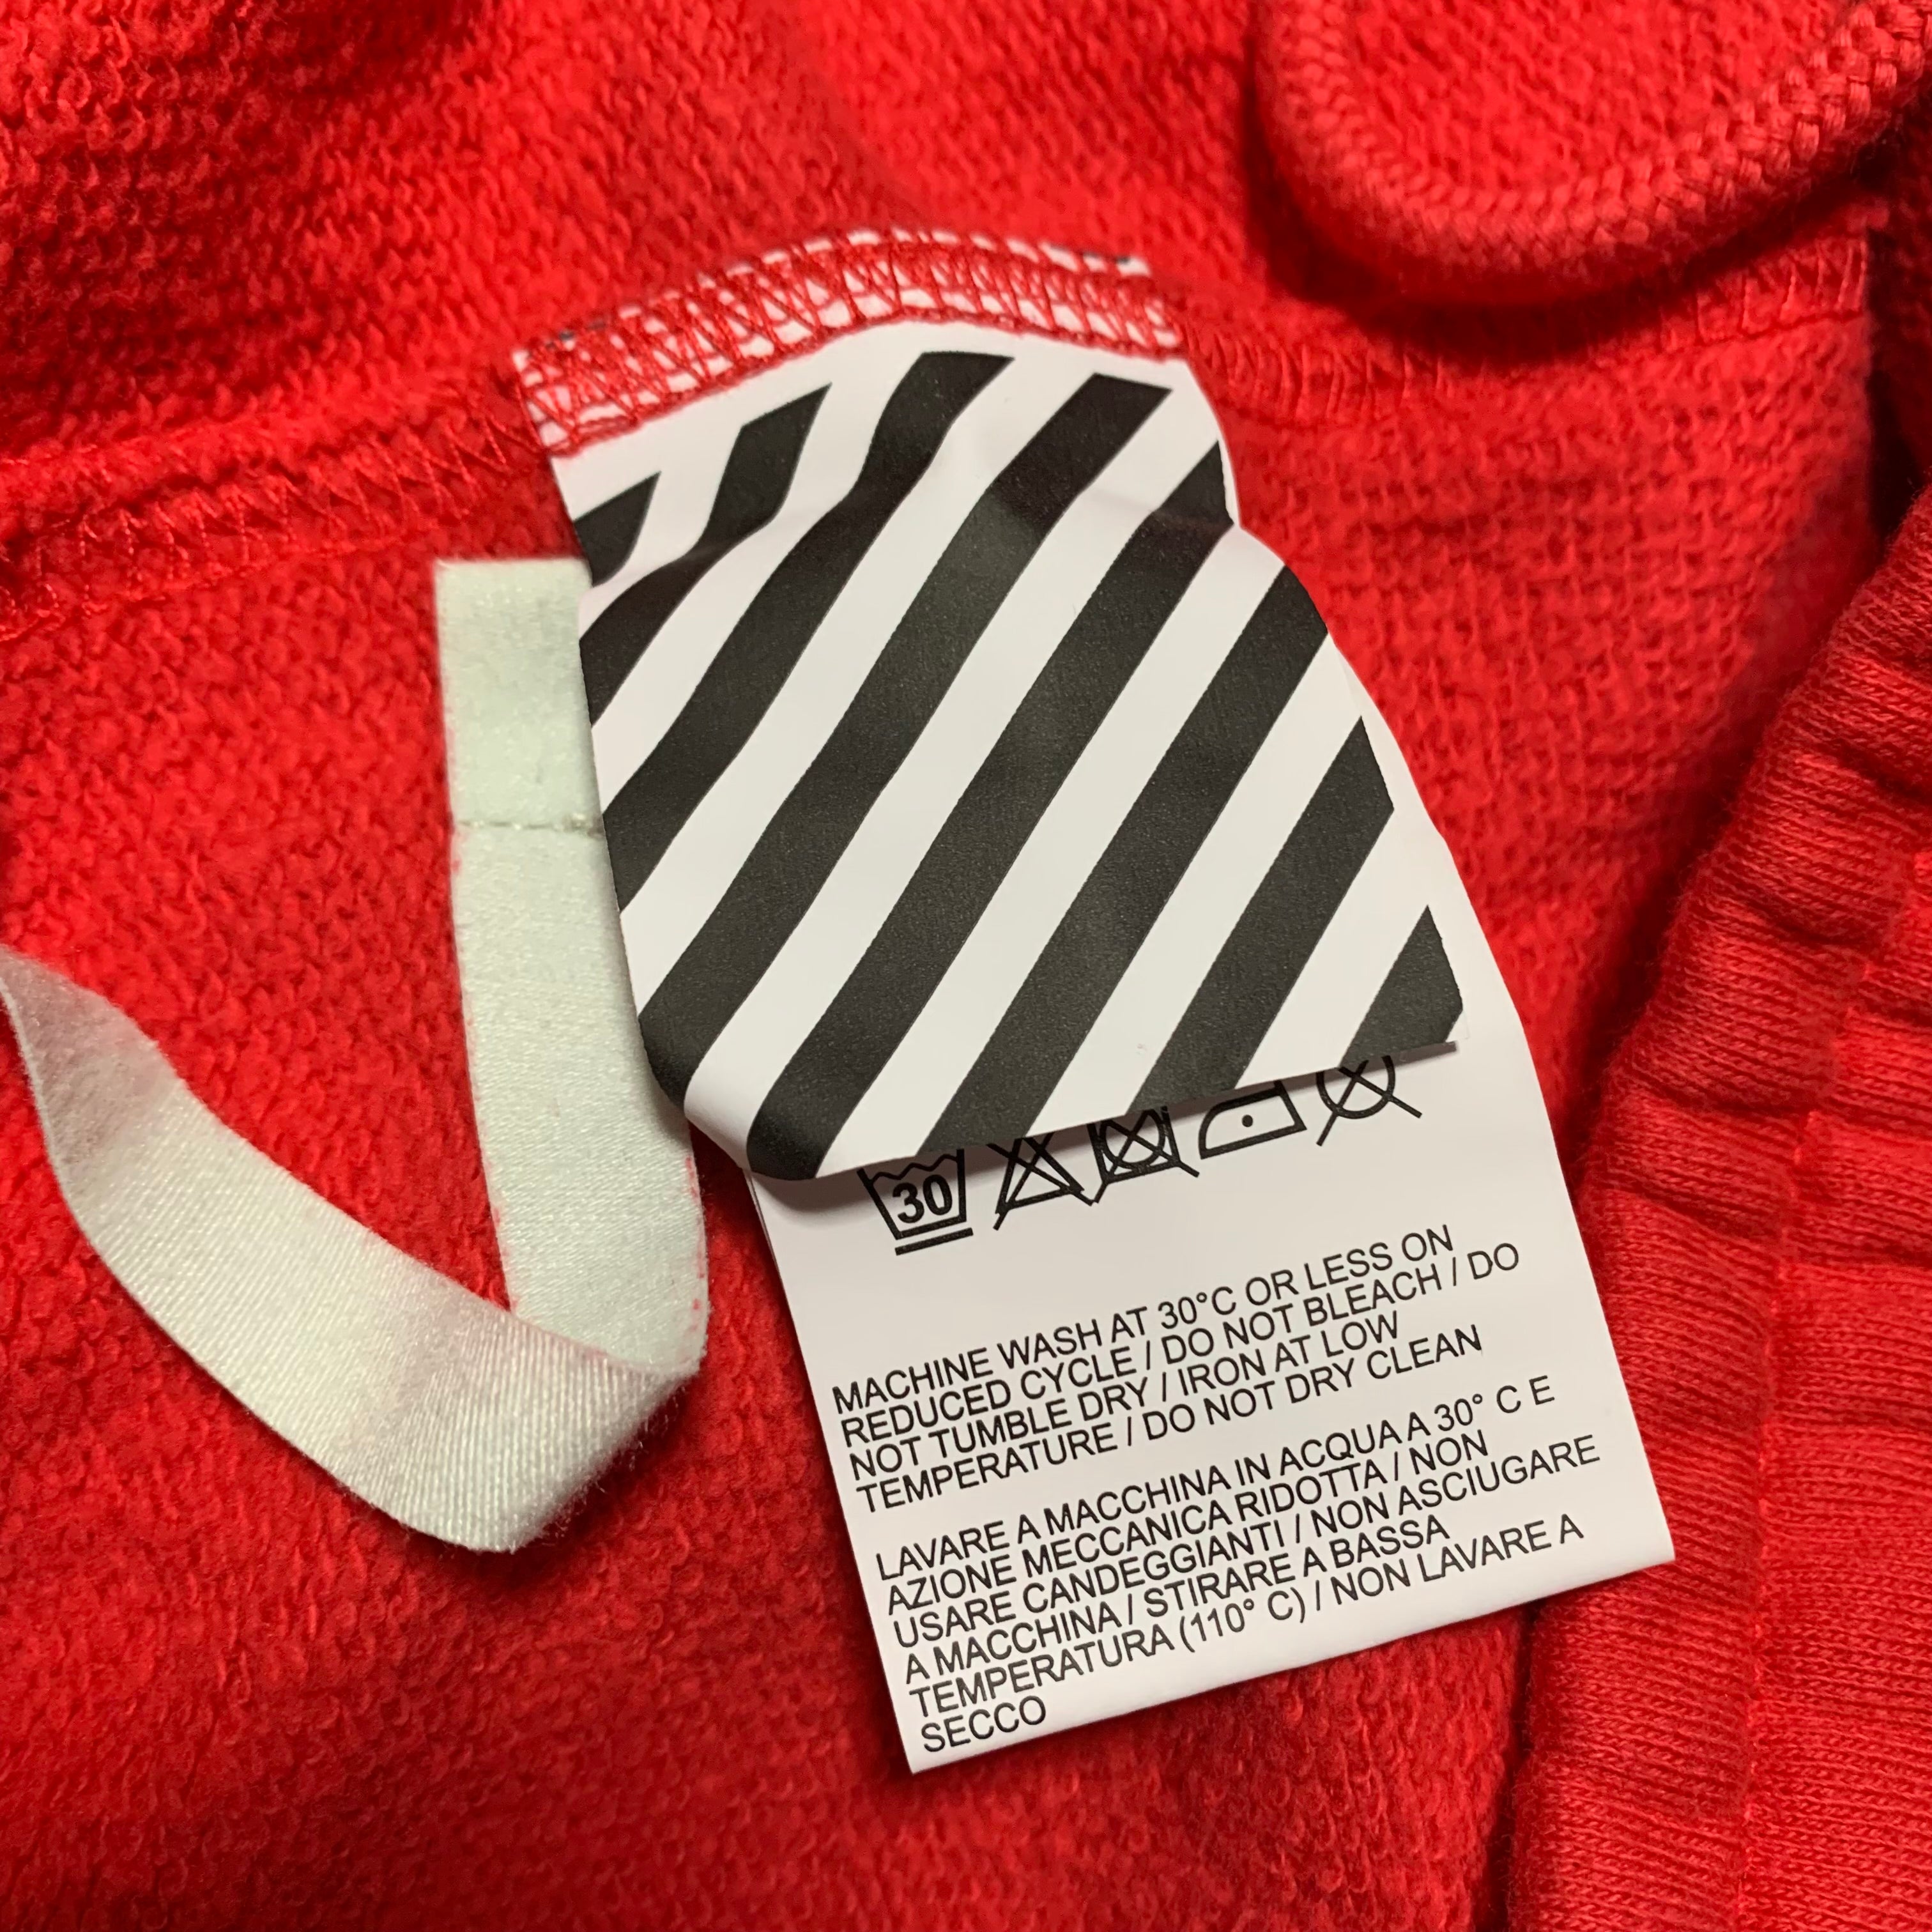 30
MACHINE WASH AT 30°C OR LESS ON
REDUCED CYCLE / DO NOT BLEACH / DO
NOT TUMBLE DRY / IRON AT LOW
TEMPERATURE / DO NOT DRY CLEAN
LAVARE A MACCHINA IN ACQUA A 30° C E
AZIONE MECCANICA RIDOTTA / NON
USARE CANDEGGIANTI / NON ASCIUGARE
A MACCHINA / STIRARE A BASSA
TEMPERATURA (110° C) / NON LAVARE A
SECCO